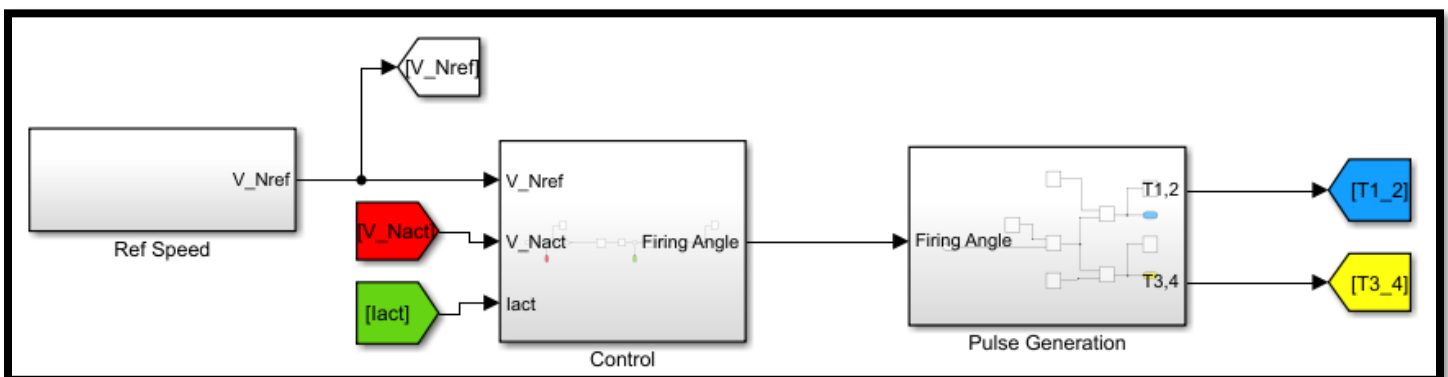 [V_Nref]
V_Nref
Ref Speed
[V_Nact]
[Iact]
V_Nref
V_Nact
Iact
Firing Angle
Control
Firing Angle
T1,2
T3,4
Pulse Generation
[T1_2]
[T3_4]